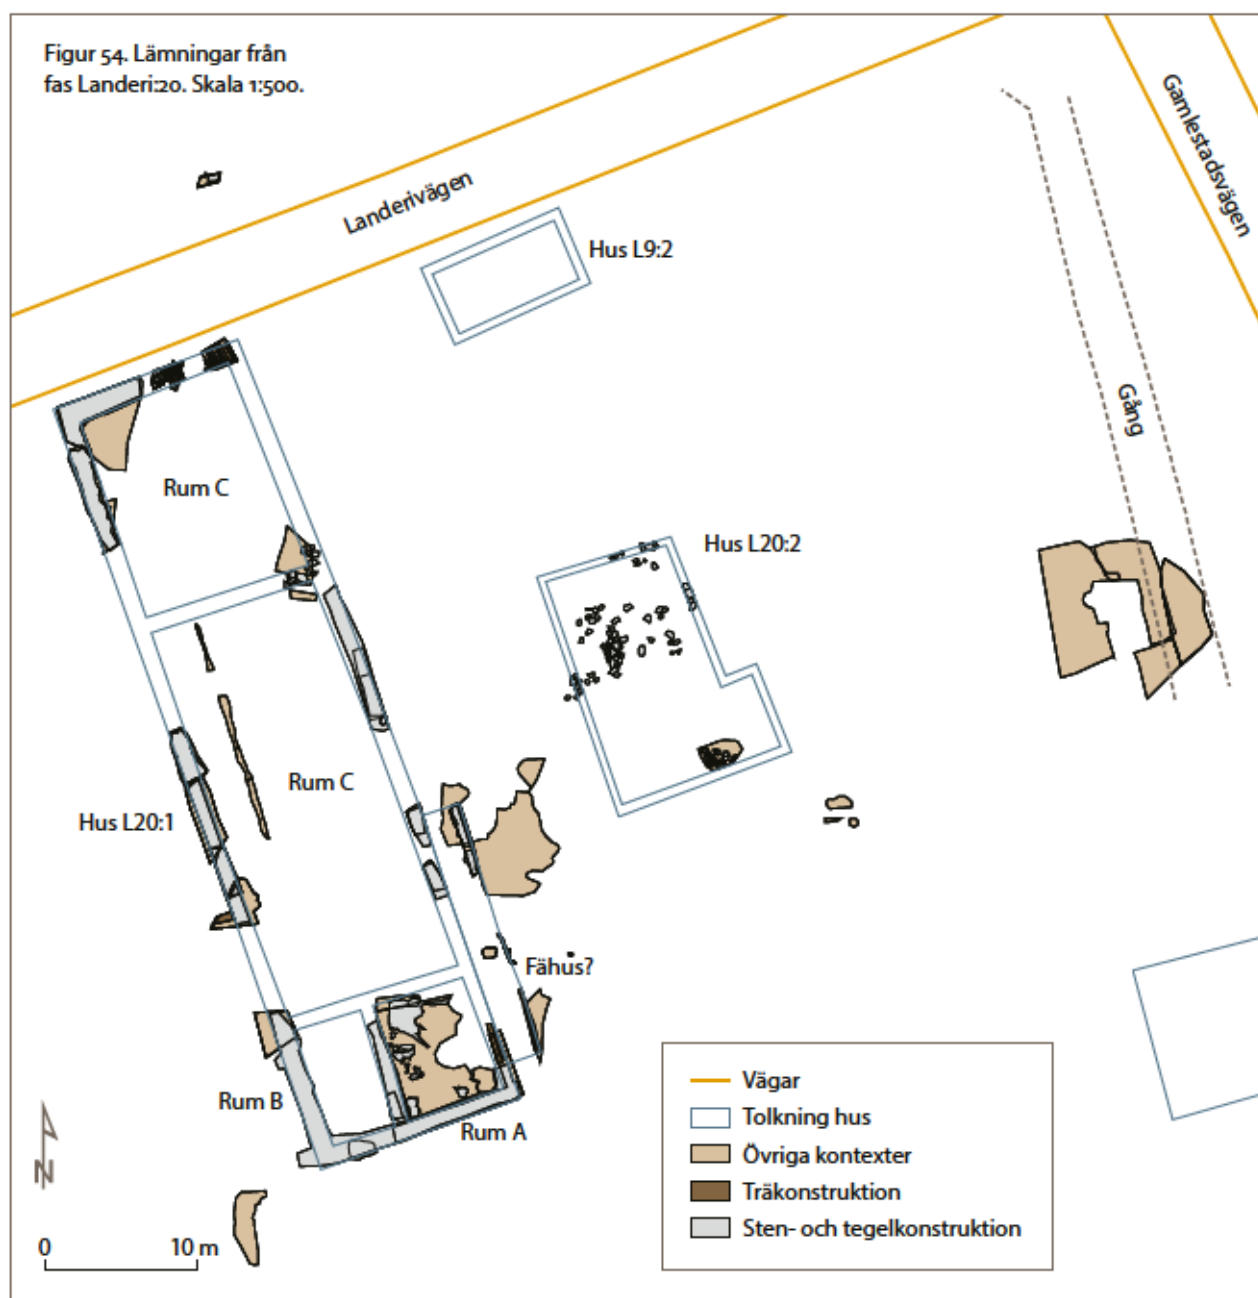 Figur 54. Lämningar från
fas Landeri:20. Skala 1:500.
Landerivägen
Gamlestadsvägen
Hus L9:2
Gång
Rum C
Hus L20:2
Rum C
Hus L20:1
Fähus?
Rum B
Rum A
N
0 10 m
Vägar
Tolkning hus
Övriga kontexter
Träkonstruktion
Sten- och tegelkonstruktion